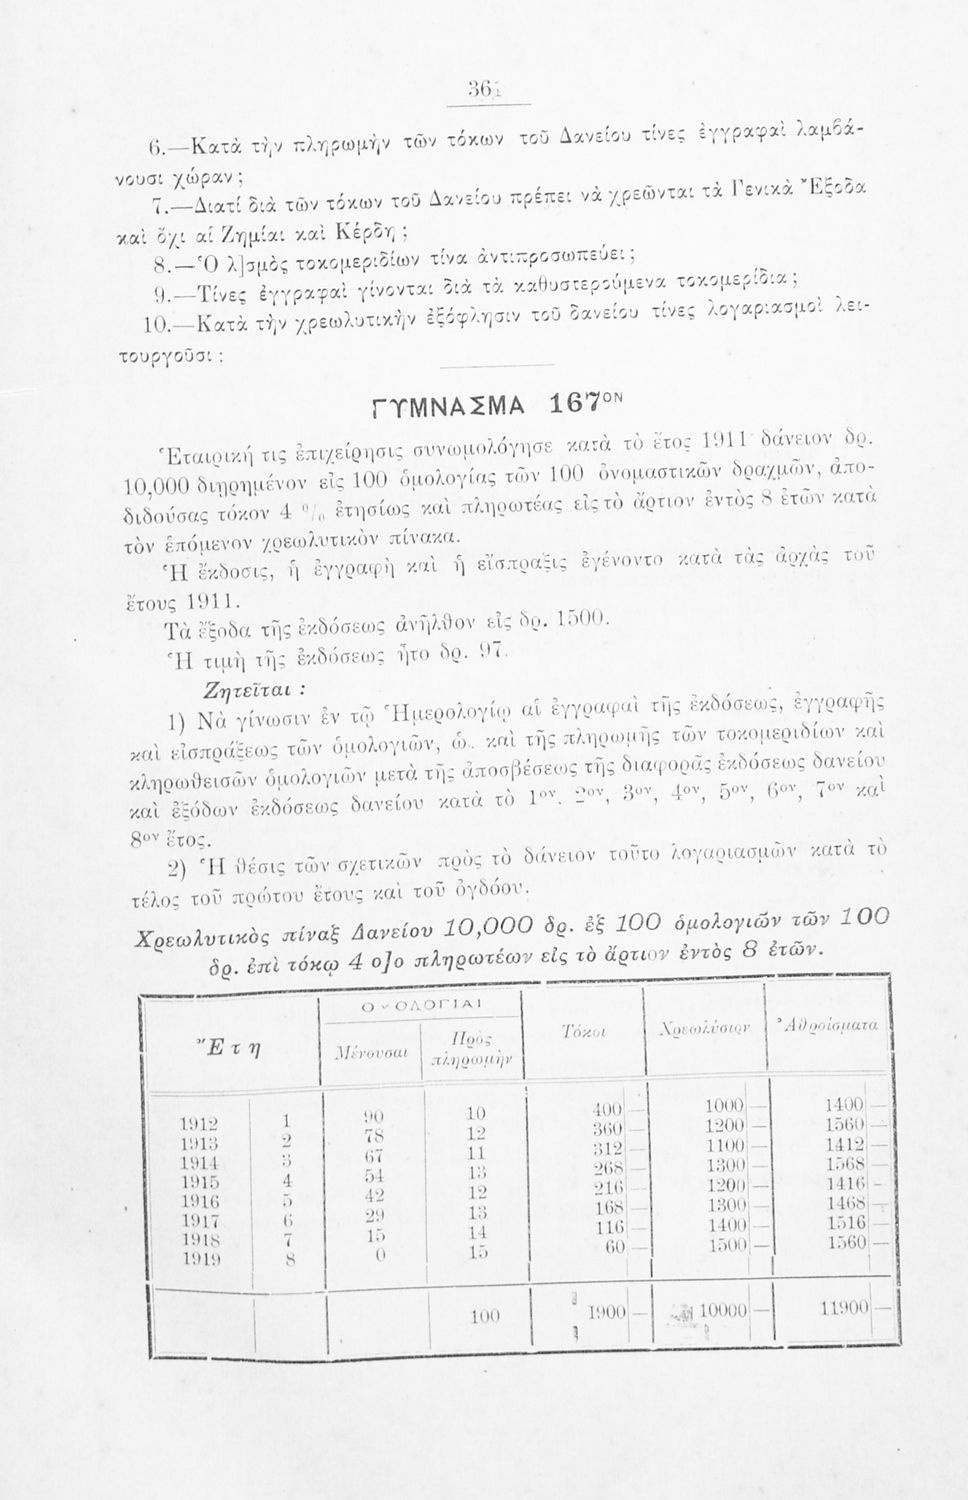 36
6.—Κατὰ τὴν πληρωμὴν τῶν τόκων τοῦ Δανείου τίνες ἐγγραφαὶ λαμβά-
νουσι χώραν;
7.—Διατί διὰ τῶν τόκων τοῦ Δανείου πρέπει νὰ χρεῶνται τὰ Γενικὰ Ἔξοδα
καὶ ὄχι αἱ Ζημίαι καὶ Κέρδη;
8.—Ὁ λ]σμὸς τοκομεριδίων τίνα ἀντιπροσωπεύει;
9.—Τίνες ἐγγραφαὶ γίνονται διὰ τὰ καθυστερούμενα τοκομερίδια;
10.—Κατὰ τὴν χρεωλυτικὴν ἐξόφλησιν τοῦ δανείου τίνες λογαριασμοὶ λει-
τουργοῦσι;
ΓΥΜΝΑΣΜΑ 167ΟΝ
Ἑταιρική τις ἐπιχείρησις συνωμολόγησε κατὰ τὸ ἔτος 1911 δάνειον δρ.
10,000 διῃρημένον εἰς 100 ὁμολογίας τῶν 100 ὀνομαστικῶν δραχμῶν, ἀπο-
διδούσας τόκον 4 % ἐτησίως καὶ πληρωτέας εἰς τὸ ἄρτιον ἐντὸς 8 ἐτῶν κατὰ
τὸν ἑπόμενον χρεωλυτικὸν πίνακα.
Ἡ ἔκδοσις, ἡ ἐγγραφὴ καὶ ἡ εἴσπραξις ἐγένοντο κατὰ τὰς ἀρχὰς τοῦ
ἔτους 1911.
Τὰ ἔξοδα τῆς ἐκδόσεως ἀνῆλθον εἰς δρ. 1500.
Ἡ τιμὴ τῆς ἐκδόσεως ἦτο δρ. 97.
Ζητεῖται :
1) Νὰ γίνωσιν ἐν τῷ Ἡμερολογίῳ αἱ ἐγγραφαὶ τῆς ἐκδόσεως, ἐγγραφῆς
καὶ εἰσπράξεως τῶν ὁμολογιῶν, ὡ.. καὶ τῆς πληρωμῆς τῶν τοκομεριδίων καὶ
κληρωθεισῶν ὁμολογιῶν μετὰ τῆς ἀποσβέσεως τῆς διαφορᾶς ἐκδόσεως δανείου
καὶ ἐξόδων ἐκδόσεως δανείου κατὰ τὸ 1ον, 2ον, 3ον, 4ον, 5ον, 6ον, 7ον καὶ
8ον ἔτος.
2) Ἡ θέσις τῶν σχετικῶν πρὸς τὸ δάνειον τοῦτο λογαριασμῶν κατὰ τὸ
τέλος τοῦ πρώτου ἔτους καὶ τοῦ ὀγδόου.
Χρεωλυτικὸς πίναξ Δανείου 10,000 δρ. ἐξ 100 ὁμολογιῶν τῶν 100
δρ. ἐπὶ τόκῳ 4 ο]ο πληρωτέων εἰς τὸ ἄρτιον ἐντὸς 8 ἐτῶν.
Ἔτη ΟΜΟΛΟΓΙΑΙ Τόκοι Χρεωλύσιον Ἀθροίσματα
Μένουσαι Πρὸς πληρωμὴν
1912 1 90 10 400 — 1000 — 1400 —
1913 2 78 12 360 — 1200 — 1560 —
1914 3 67 11 312 — 1100 — 1412 —
1915 4 54 13 268 — 1300 — 1568 —
1916 5 42 12 216 — 1200 — 1416 -
1917 6 29 13 168 — 1300 — 1468 —
1918 7 15 14 116 — 1400 — 1516 —
1919 8 0 15 60 — 1500 — 1560 —
100 1900 — 10000 — 11900 —